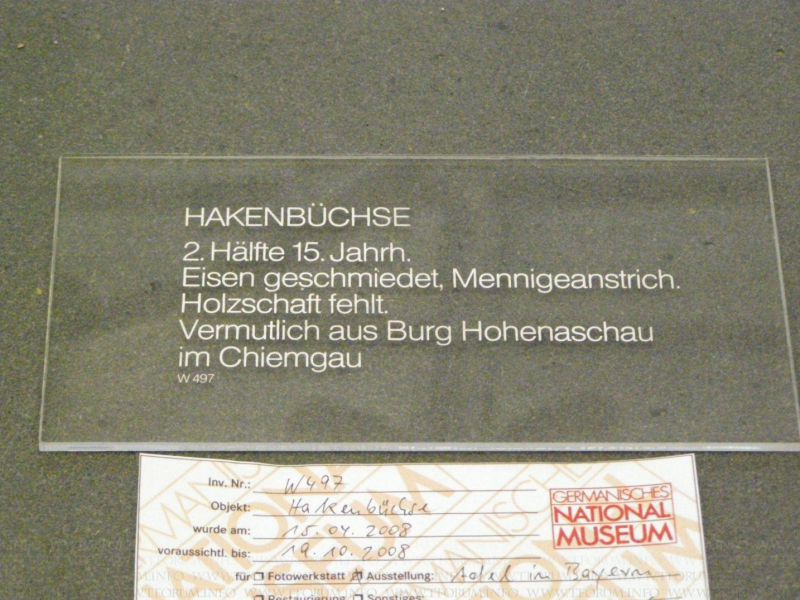 HAKENBÜCHSE
2. Hälfte 15. Jahrh.
Eisen geschmiedet, Mennigeanstrich.
Holzschaft fehlt.
Vermutlich aus Burg Hohenaschau
im Chiemgau
W 497
Inv. Nr.: W497
Objekt: Hakenbüchse
wurde am: 15.04.2008
voraussichtl. bis: 19.10.2008
für Fotowerkstatt Ausstellung: Adel in Bayern
Restaurierung Sonstiges:
GERMANISCHES
NATIONAL
MUSEUM